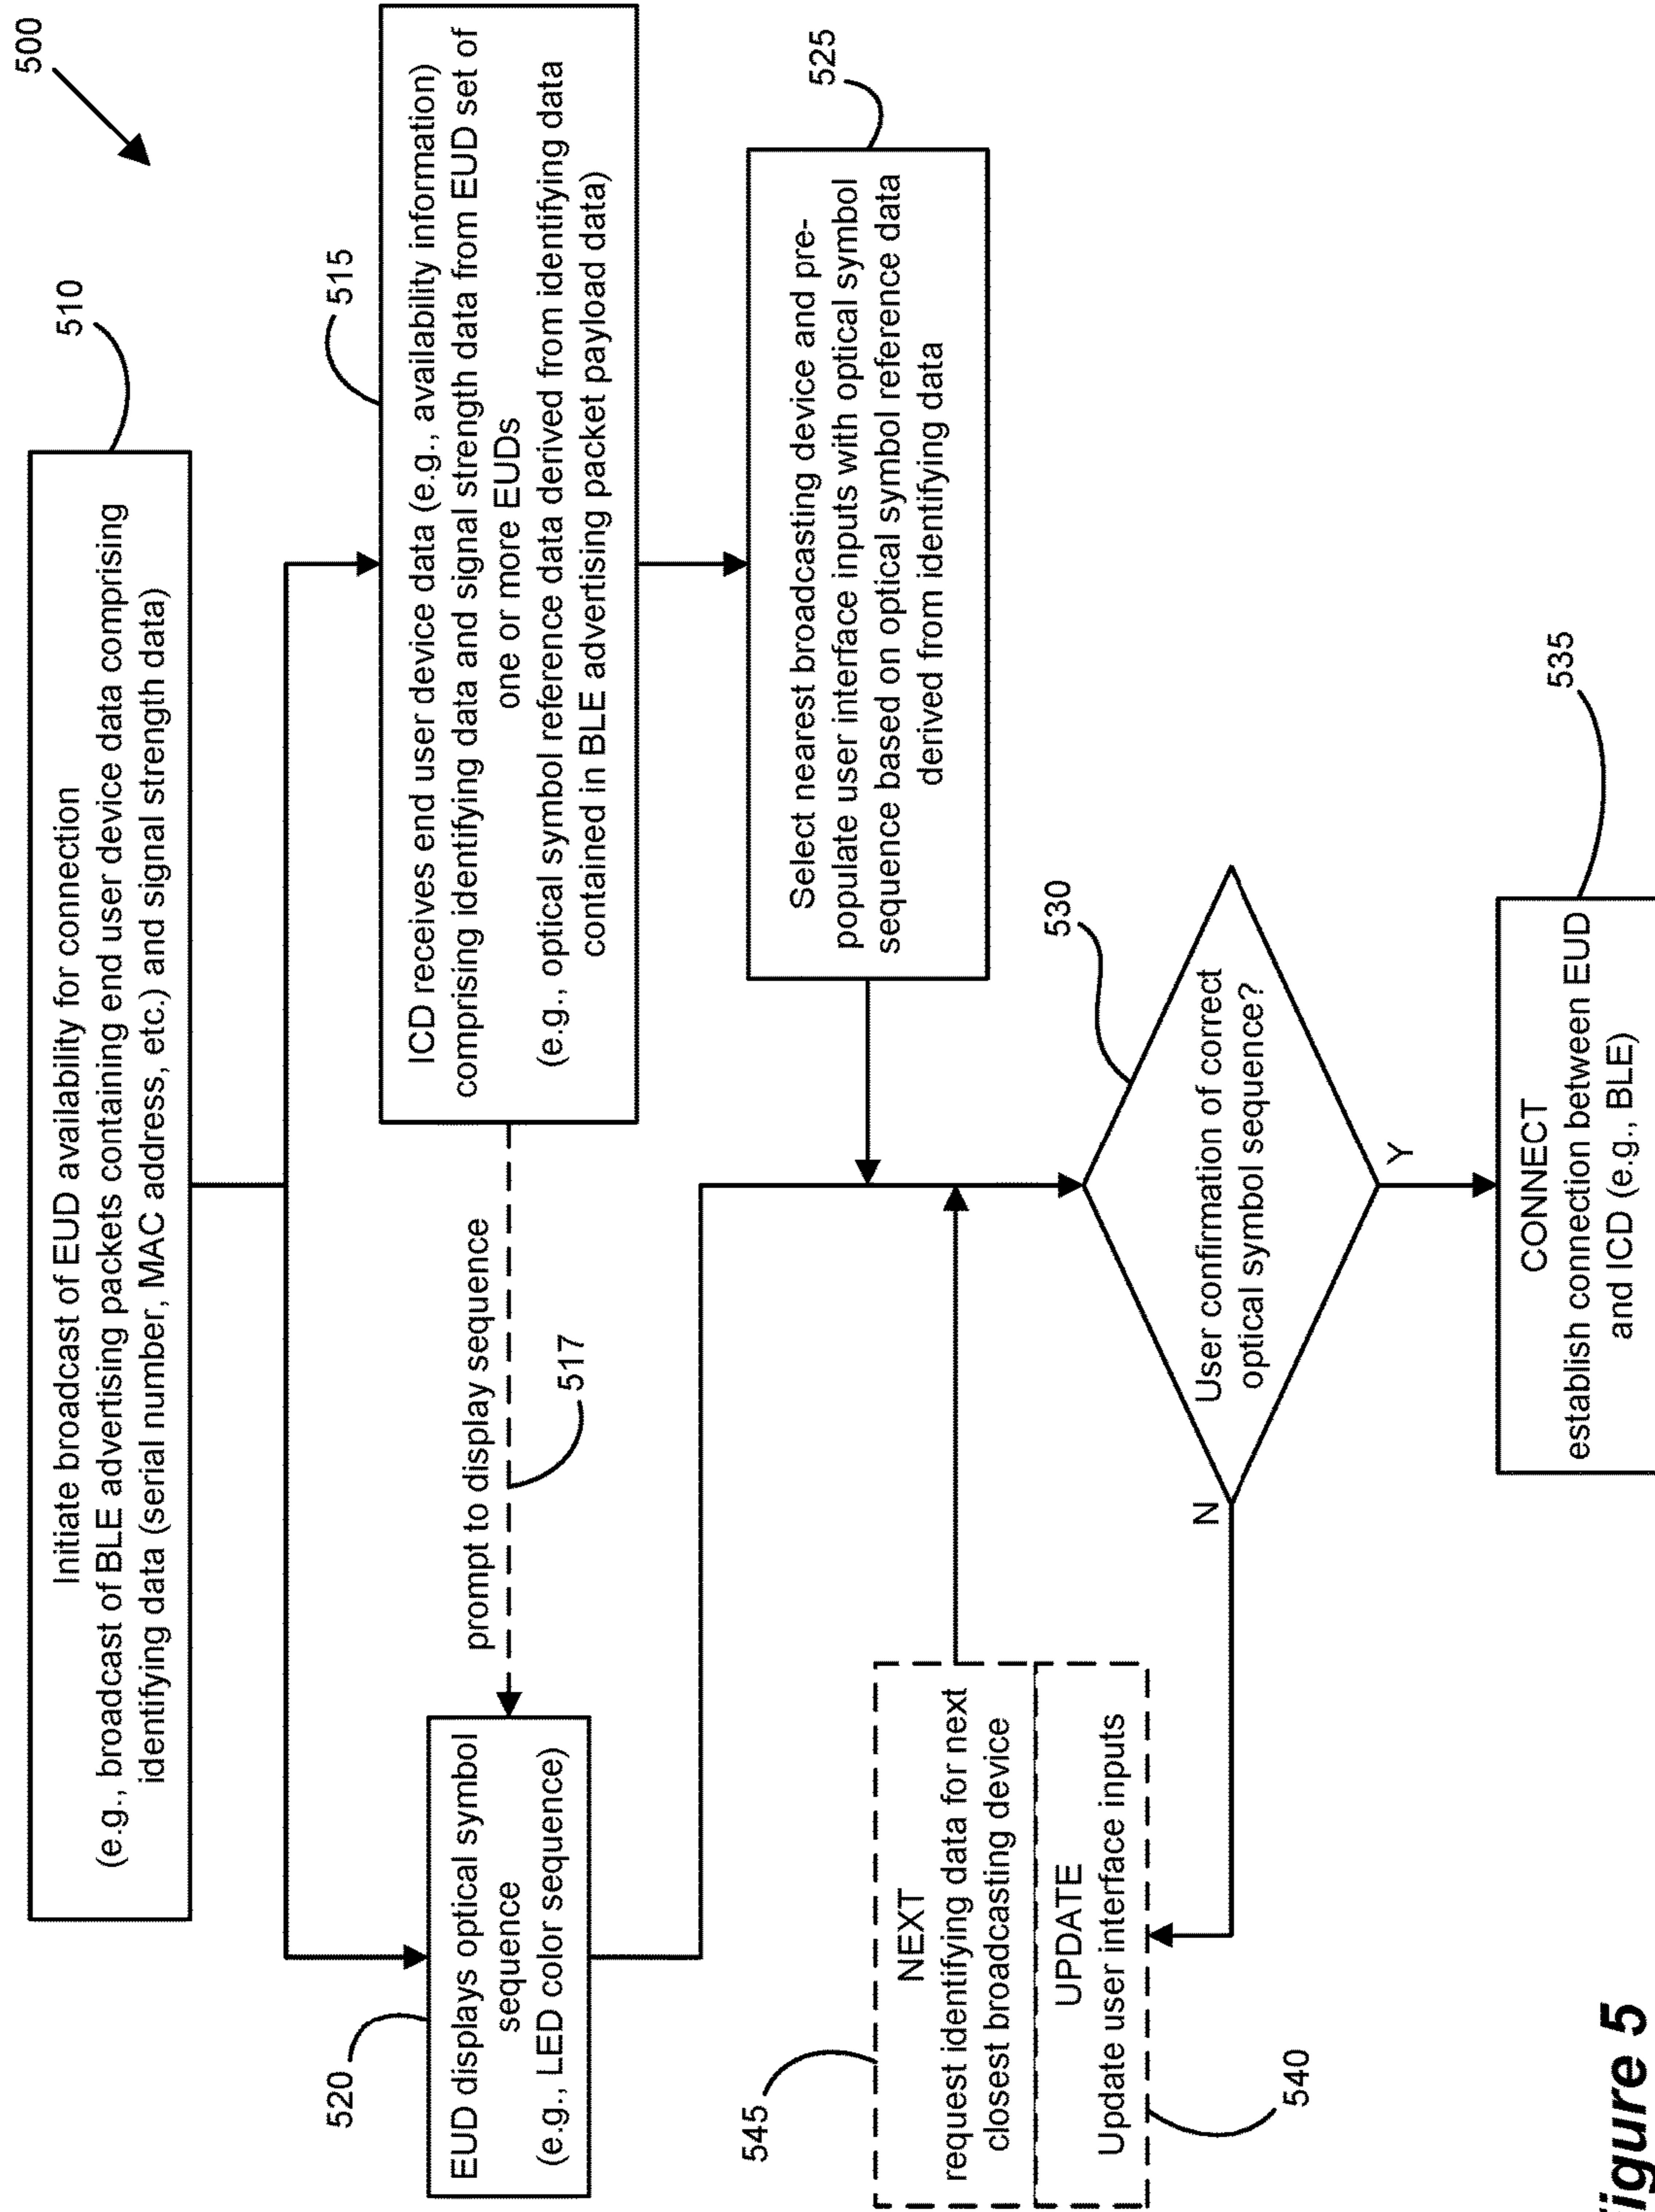 500
510
Initiate broadcast of EUD availability for connection
(e.g., broadcast of BLE advertising packets containing end user device data comprising
identifying data (serial number, MAC address, etc.) and signal strength data)
515
ICD receives end user device data (e.g., availability information)
comprising identifying data and signal strength data from EUD set of
one or more EUDs
(e.g., optical symbol reference data derived from identifying data
contained in BLE advertising packet payload data)
prompt to display sequence
517
520
EUD displays optical symbol
sequence
(e.g., LED color sequence)
525
Select nearest broadcasting device and pre-
populate user interface inputs with optical symbol
sequence based on optical symbol reference data
derived from identifying data
530
User confirmation of correct
optical symbol sequence?
N
Y
545
NEXT
request identifying data for next
closest broadcasting device
UPDATE
Update user interface inputs
540
535
CONNECT
establish connection between EUD
and ICD (e.g., BLE)
Figure 5